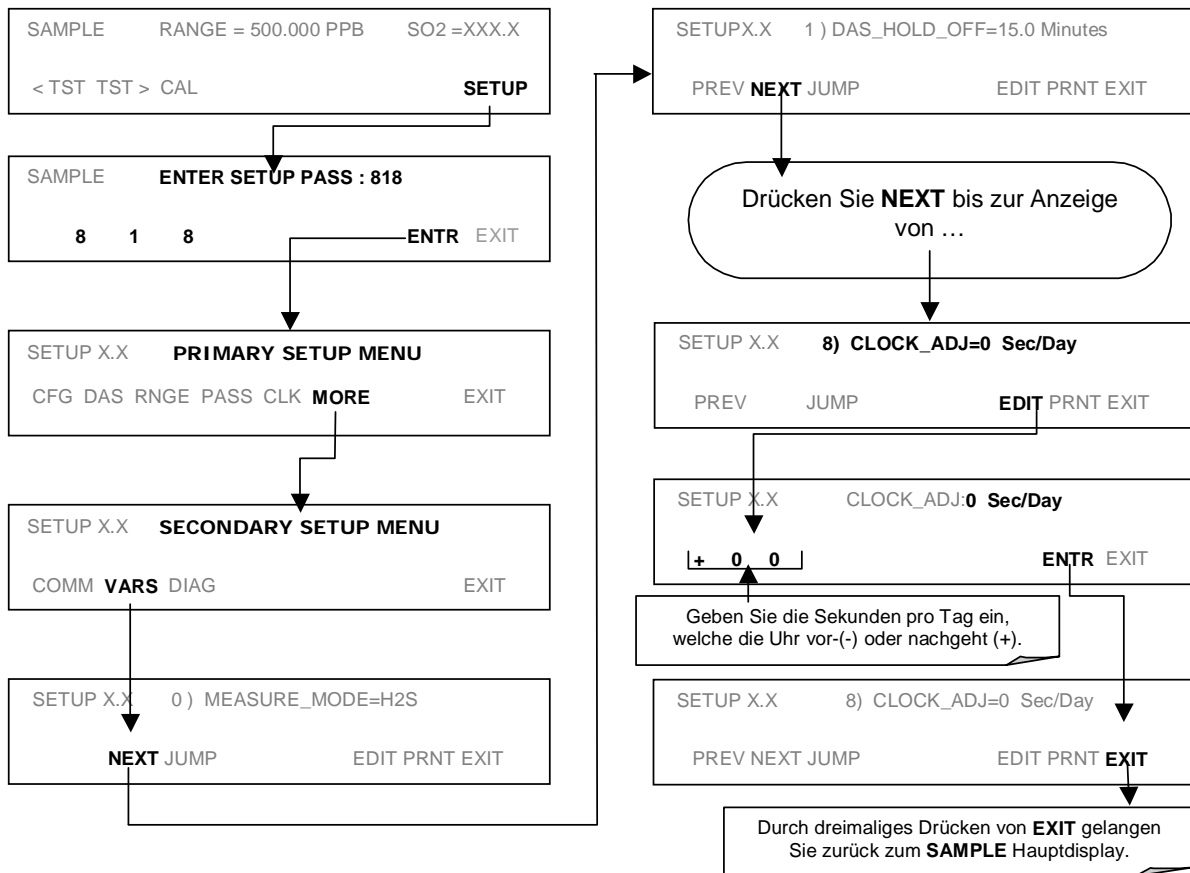 SAMPLE RANGE = 500.000 PPB SO2 =XXX.X
< TST TST > CAL SETUP
SAMPLE ENTER SETUP PASS : 818
8 1 8 ENTR EXIT
SETUP X.X PRIMARY SETUP MENU
CFG DAS RNGE PASS CLK MORE EXIT
SETUP X.X SECONDARY SETUP MENU
COMM VARS DIAG EXIT
SETUP X.X 0 ) MEASURE_MODE=H2S
NEXT JUMP EDIT PRNT EXIT
SETUPX.X 1 ) DAS_HOLD_OFF=15.0 Minutes
PREV NEXT JUMP EDIT PRNT EXIT
Drücken Sie NEXT bis zur Anzeige
von …
SETUP X.X 8) CLOCK_ADJ=0 Sec/Day
PREV JUMP EDIT PRNT EXIT
SETUP X.X CLOCK_ADJ:0 Sec/Day
+ 0 0 ENTR EXIT
Geben Sie die Sekunden pro Tag ein,
welche die Uhr vor-(-) oder nachgeht (+).
SETUP X.X 8) CLOCK_ADJ=0 Sec/Day
PREV NEXT JUMP EDIT PRNT EXIT
Durch dreimaliges Drücken von EXIT gelangen
Sie zurück zum SAMPLE Hauptdisplay.